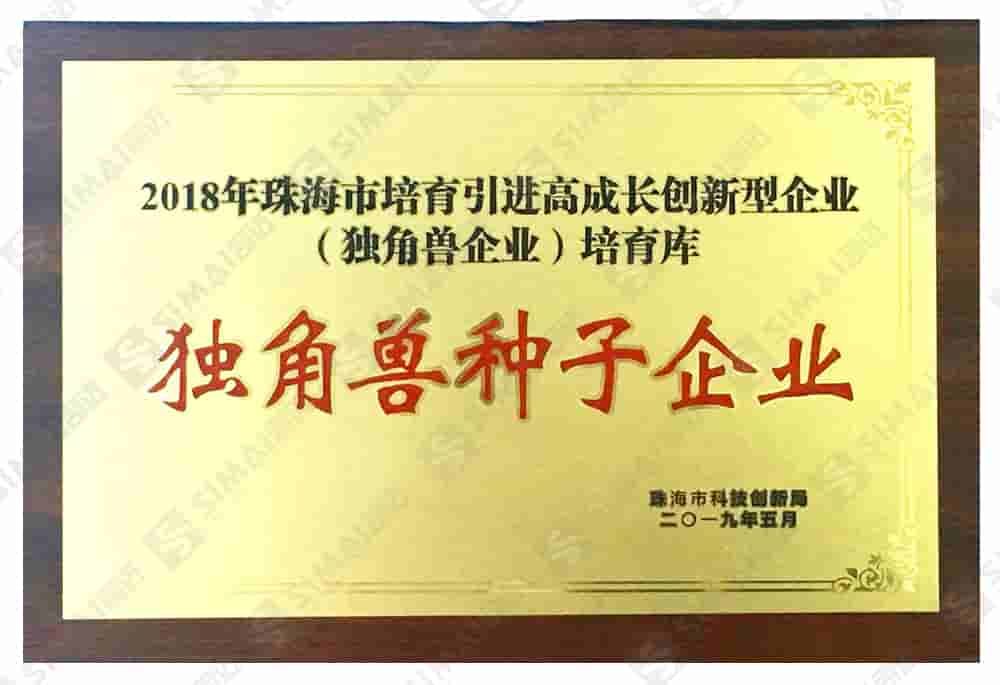 2018年珠海市培育引进高成长创新型企业
（独角兽企业）培育库
独角兽种子企业
珠海市科技创新局
二〇一九年五月
SIMAI